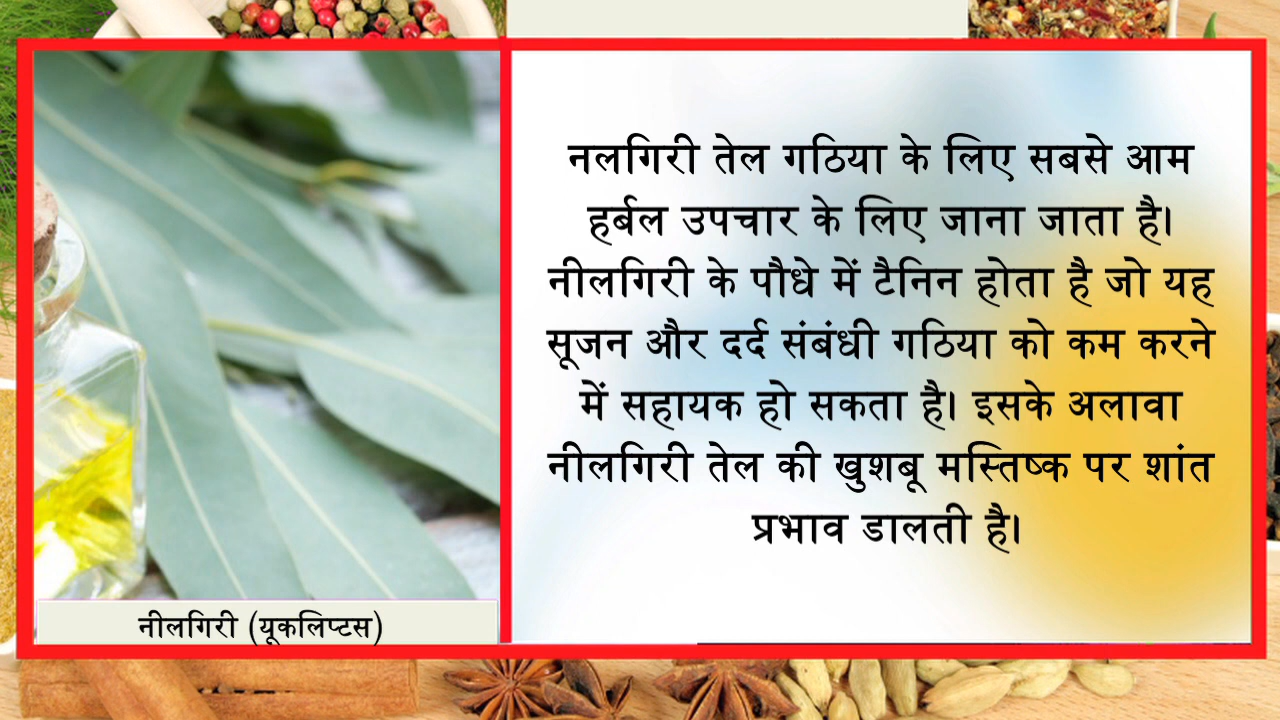 नलगिरी तेल गठिया के लिए सबसे आम
हर्बल उपचार के लिए जाना जाता है।
नीलगिरी के पौधे में टैनिन होता है जो यह
सूजन और दर्द संबंधी गठिया को कम करने
में सहायक हो सकता है। इसके अलावा
नीलगिरी तेल की खुशबू मस्तिष्क पर शांत
प्रभाव डालती है।
नीलगिरी (यूकलिप्टस)